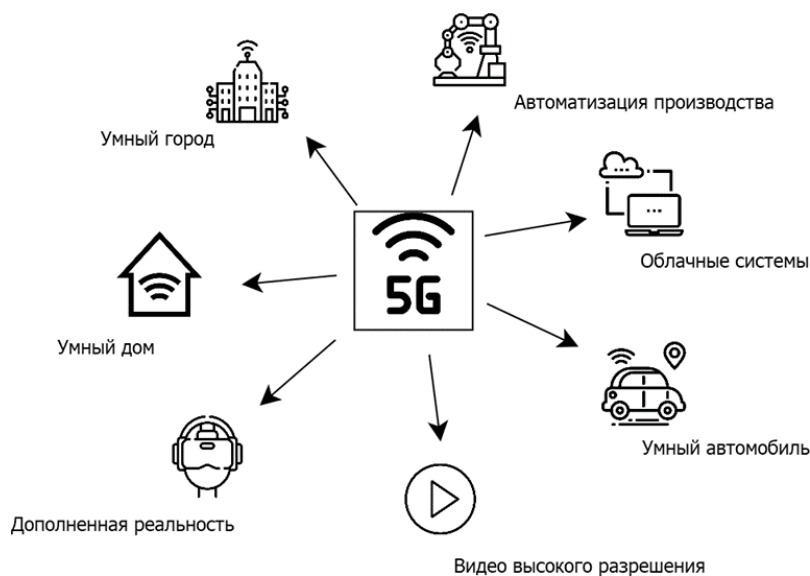 Автоматизация производства
Умный город
Облачные системы
5G
Умный дом
Умный автомобиль
Дополненная реальность
Видео высокого разрешения